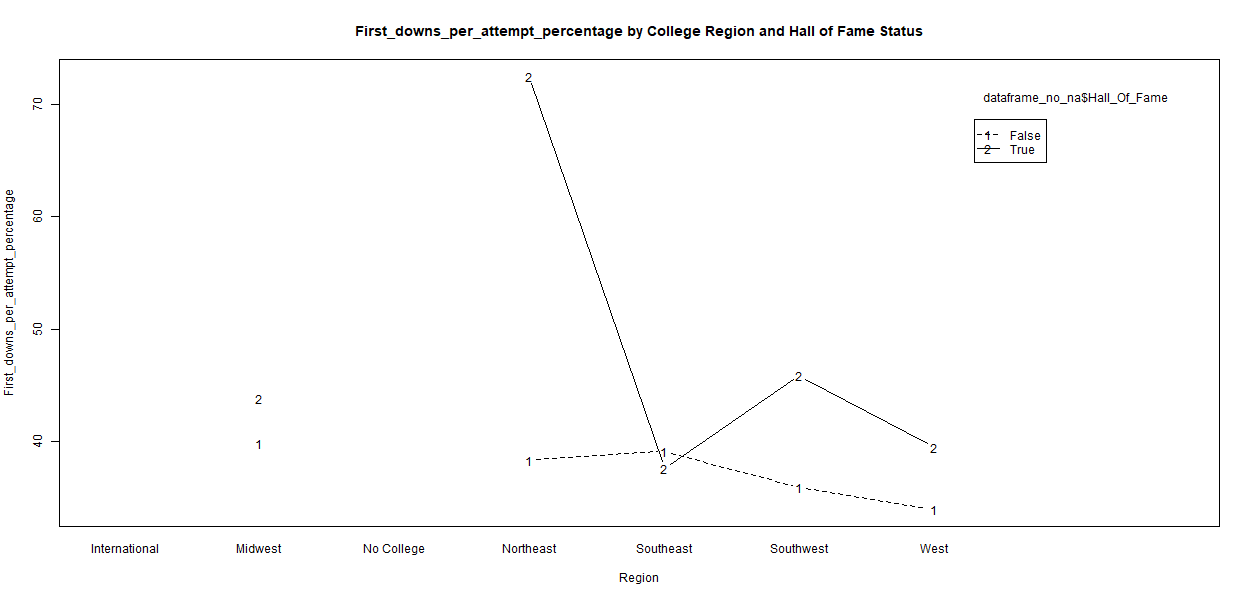 First_downs_per_attempt_percentage by College Region and Hall of Fame Status
First_downs_per_attempt_percentage
70
60
50
40
dataframe_no_na$Hall_Of_Fame
1 False
2 True
2
2
1
1
2
1
2
2
1
1
2
1
International Midwest No College Northeast Southeast Southwest West
Region